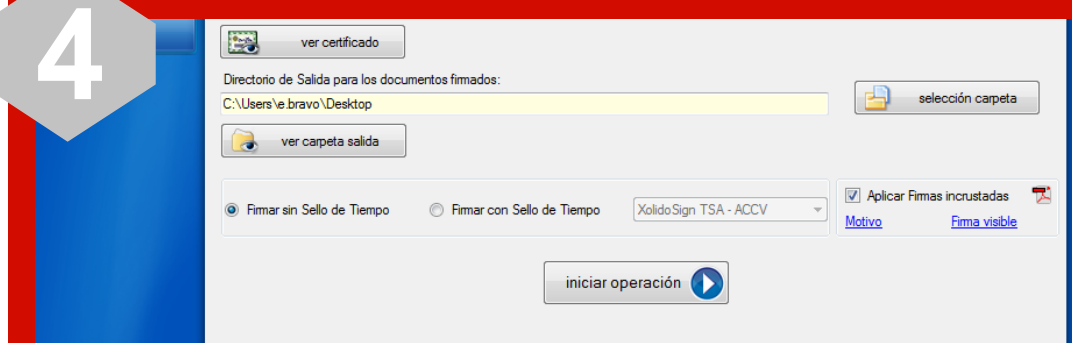 4
ver certificado
Directorio de Salida para los documentos firmados:
C:\Users\e.bravo\Desktop
selección carpeta
ver carpeta salida
Firmar sin Sello de Tiempo
Firmar con Sello de Tiempo
XolidoSign TSA - ACCV
Aplicar Firmas incrustadas
Motivo
Firma visible
iniciar operación